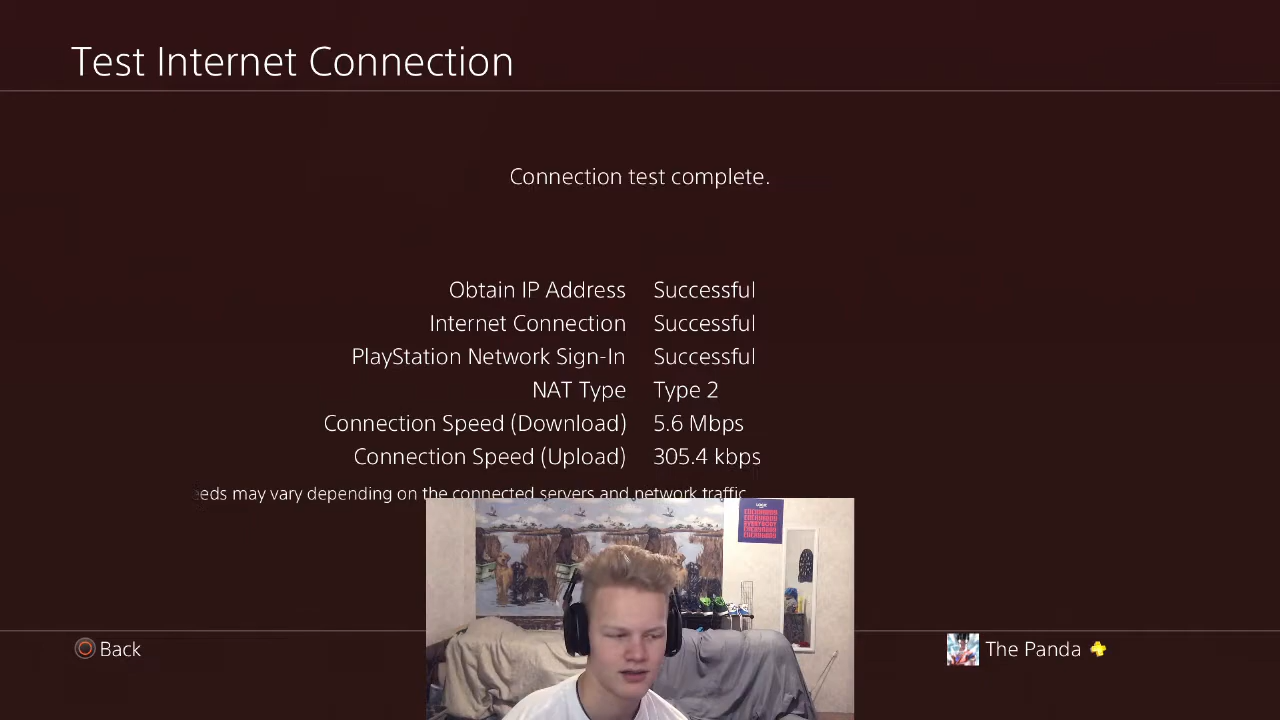 Test Internet Connection
Connection test complete.
Obtain IP Address Successful
Internet Connection Successful
PlayStation Network Sign-In Successful
NAT Type Type 2
Connection Speed (Download) 5.6 Mbps
Connection Speed (Upload) 305.4 kbps
eeds may vary depending on the connected servers and network traffic
EVERYBODY
Back
The Panda